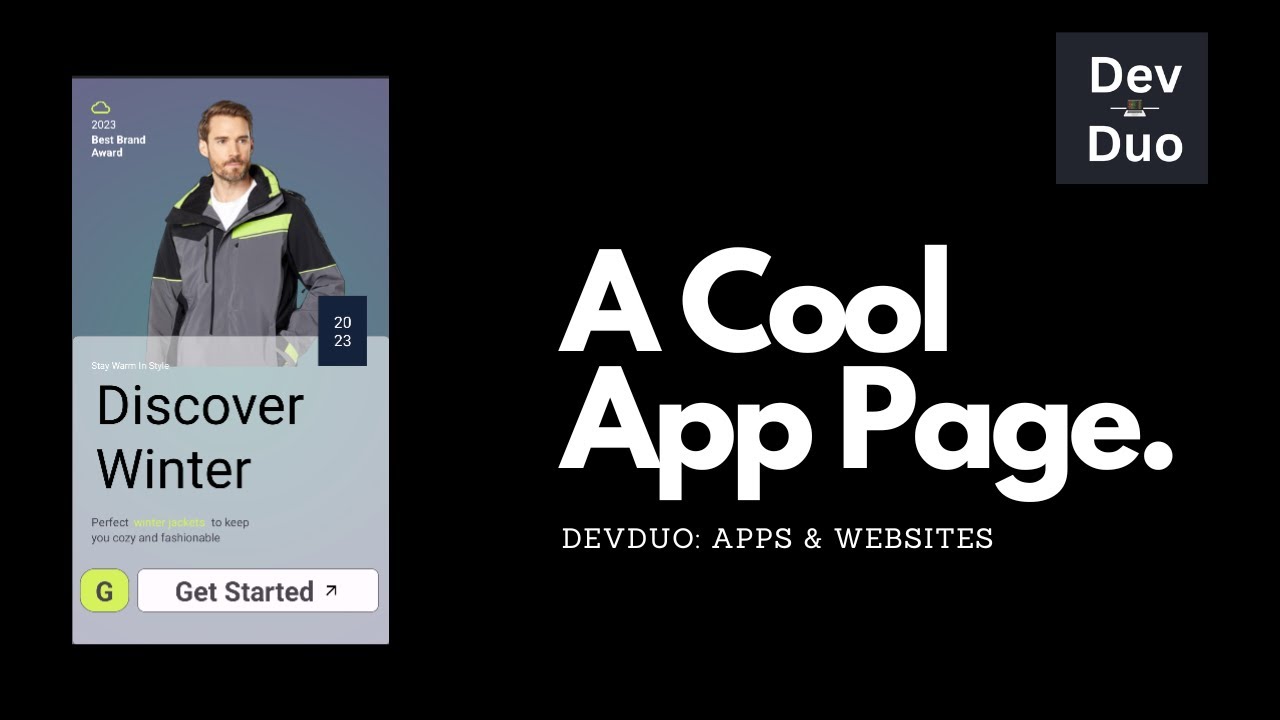 2023
Best Brand
Award
20
23
Stay Warm In Style
Discover
Winter
Perfect winter jackets to keep
you cozy and fashionable
G
Get Started
Dev
Duo
A Cool
App Page.
DEVDUO: APPS & WEBSITES